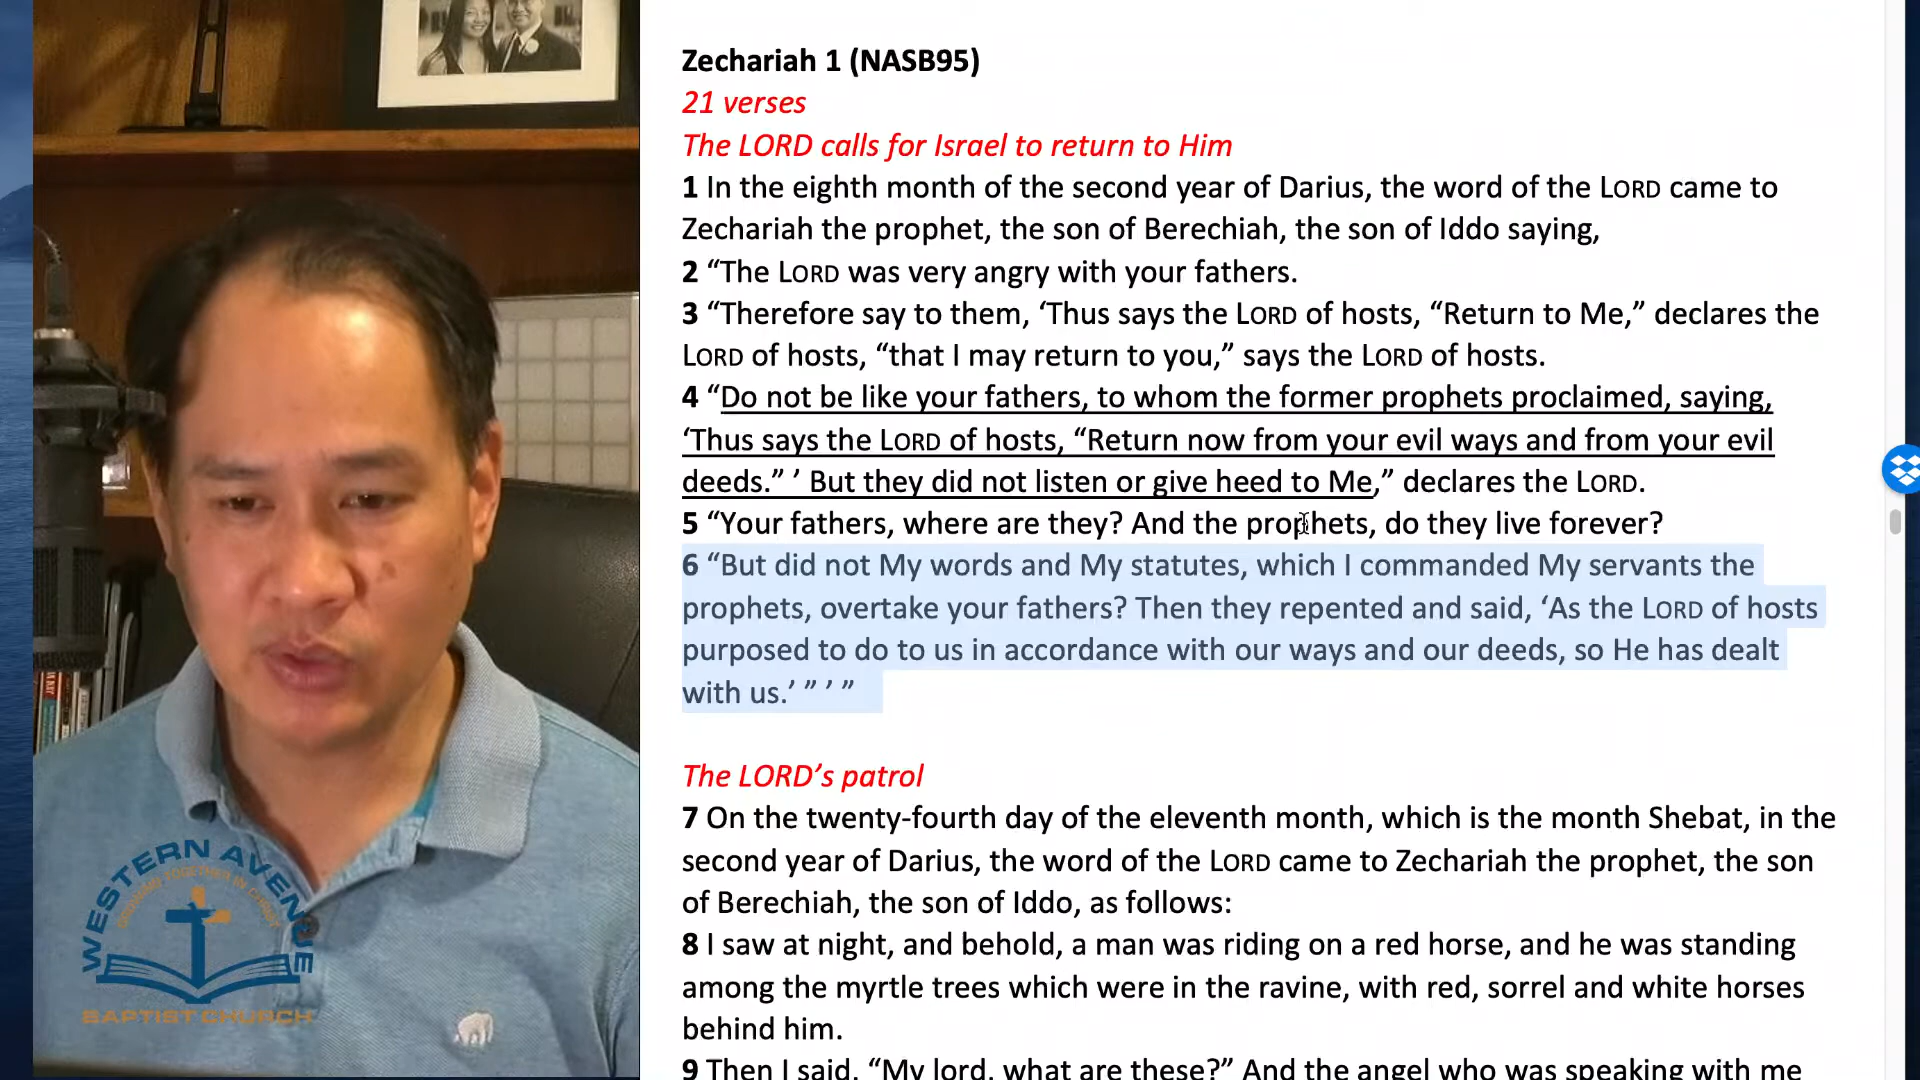 Zechariah 1 (NASB95)
21 verses
The LORD calls for Israel to return to Him
1 In the eighth month of the second year of Darius, the word of the LORD came to
Zechariah the prophet, the son of Berechiah, the son of Iddo saying,
2 “The LORD was very angry with your fathers.
3 “Therefore say to them, ‘Thus says the LORD of hosts, “Return to Me,” declares the
LORD of hosts, “that I may return to you,” says the LORD of hosts.
4 “Do not be like your fathers, to whom the former prophets proclaimed, saying,
‘Thus says the LORD of hosts, “Return now from your evil ways and from your evil
deeds.” ’ But they did not listen or give heed to Me,” declares the LORD.
5 “Your fathers, where are they? And the prophets, do they live forever?
6 “But did not My words and My statutes, which I commanded My servants the
prophets, overtake your fathers? Then they repented and said, ‘As the LORD of hosts
purposed to do to us in accordance with our ways and our deeds, so He has dealt
with us.’ ” ’ ”
The LORD’s patrol
7 On the twenty-fourth day of the eleventh month, which is the month Shebat, in the
second year of Darius, the word of the LORD came to Zechariah the prophet, the son
of Berechiah, the son of Iddo, as follows:
8 I saw at night, and behold, a man was riding on a red horse, and he was standing
among the myrtle trees which were in the ravine, with red, sorrel and white horses
behind him.
9 Then I said, “My lord, what are these?” And the angel who was speaking with me
WESTERN AVENUE
BAPTIST CHURCH